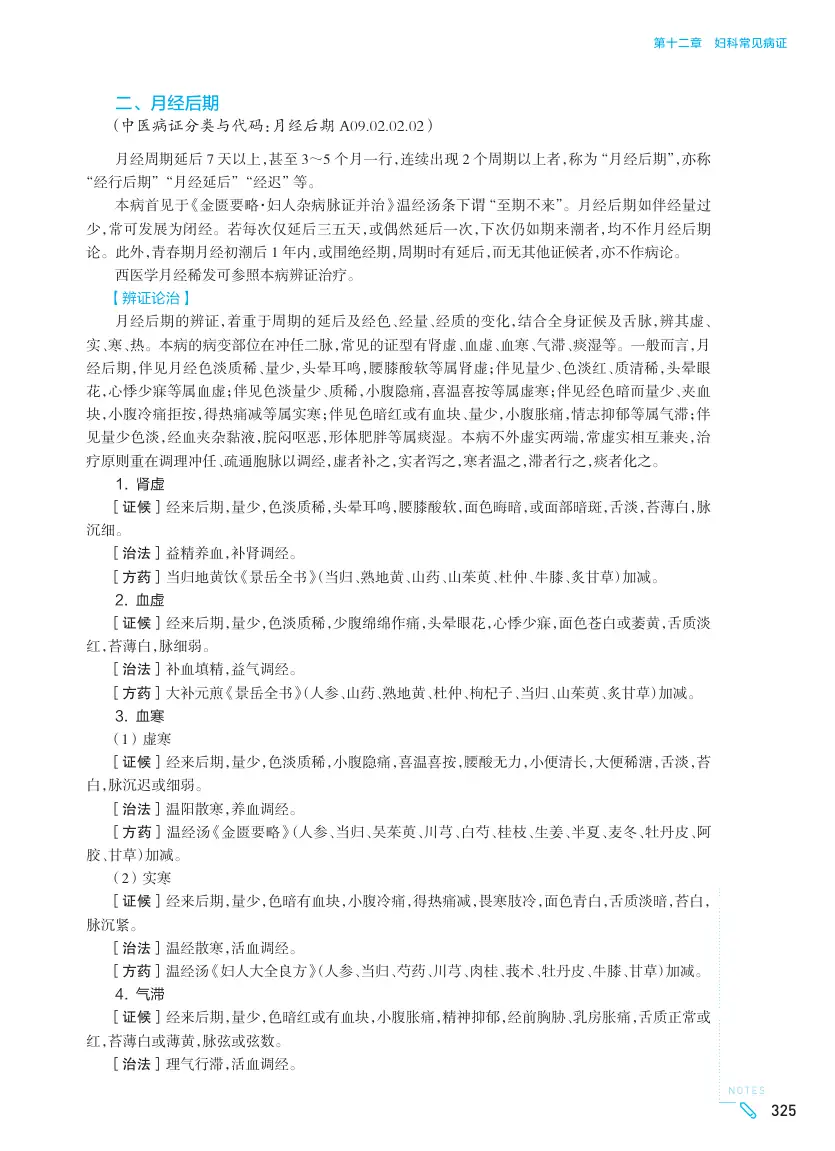 第十二章　妇科常见病证
二、月经后期
（中医病证分类与代码：月经后期 A09.02.02.02）
月经周期延后 7 天以上，甚至 3～5 个月一行，连续出现 2 个周期以上者，称为“月经后期”，亦称
“经行后期”“月经延后”“经迟”等。
本病首见于《金匮要略·妇人杂病脉证并治》温经汤条下谓“至期不来”。月经后期如伴经量过
少，常可发展为闭经。若每次仅延后三五天，或偶然延后一次，下次仍如期来潮者，均不作月经后期
论。此外，青春期月经初潮后 1 年内，或围绝经期，周期时有延后，而无其他证候者，亦不作病论。
西医学月经稀发可参照本病辨证治疗。
【辨证论治】
月经后期的辨证，着重于周期的延后及经色、经量、经质的变化，结合全身证候及舌脉，辨其虚、
实、寒、热。本病的病变部位在冲任二脉，常见的证型有肾虚、血虚、血寒、气滞、痰湿等。一般而言，月
经后期，伴见月经色淡质稀、量少，头晕耳鸣，腰膝酸软等属肾虚；伴见量少、色淡红、质清稀，头晕眼
花，心悸少寐等属血虚；伴见色淡量少、质稀，小腹隐痛，喜温喜按等属虚寒；伴见经色暗而量少、夹血
块，小腹冷痛拒按，得热痛减等属实寒；伴见色暗红或有血块、量少，小腹胀痛，情志抑郁等属气滞；伴
见量少色淡，经血夹杂黏液，脘闷呕恶，形体肥胖等属痰湿。本病不外虚实两端，常虚实相互兼夹，治
疗原则重在调理冲任、疏通胞脉以调经，虚者补之，实者泻之，寒者温之，滞者行之，痰者化之。
1. 肾虚
［证候］经来后期，量少，色淡质稀，头晕耳鸣，腰膝酸软，面色晦暗，或面部暗斑，舌淡，苔薄白，脉
沉细。
［治法］益精养血，补肾调经。
［方药］当归地黄饮《景岳全书》（当归、熟地黄、山药、山茱萸、杜仲、牛膝、炙甘草）加减。
2. 血虚
［证候］经来后期，量少，色淡质稀，少腹绵绵作痛，头晕眼花，心悸少寐，面色苍白或萎黄，舌质淡
红，苔薄白，脉细弱。
［治法］补血填精，益气调经。
［方药］大补元煎《景岳全书》（人参、山药、熟地黄、杜仲、枸杞子、当归、山茱萸、炙甘草）加减。
3. 血寒
（1）虚寒
［证候］经来后期，量少，色淡质稀，小腹隐痛，喜温喜按，腰酸无力，小便清长，大便稀溏，舌淡，苔
白，脉沉迟或细弱。
［治法］温阳散寒，养血调经。
［方药］温经汤《金匮要略》（人参、当归、吴茱萸、川芎、白芍、桂枝、生姜、半夏、麦冬、牡丹皮、阿
胶、甘草）加减。
（2）实寒
［证候］经来后期，量少，色暗有血块，小腹冷痛，得热痛减，畏寒肢冷，面色青白，舌质淡暗，苔白，
脉沉紧。
［治法］温经散寒，活血调经。
［方药］温经汤《妇人大全良方》（人参、当归、芍药、川芎、肉桂、莪术、牡丹皮、牛膝、甘草）加减。
4. 气滞
［证候］经来后期，量少，色暗红或有血块，小腹胀痛，精神抑郁，经前胸胁、乳房胀痛，舌质正常或
红，苔薄白或薄黄，脉弦或弦数。
［治法］理气行滞，活血调经。
NOTES
325